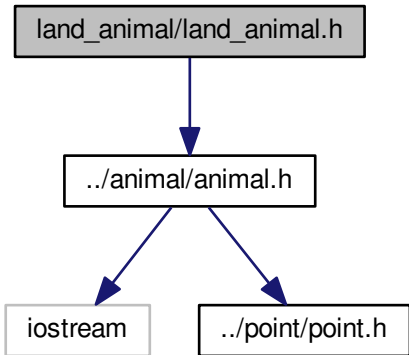 land_animal/land_animal.h
../animal/animal.h
iostream
../point/point.h